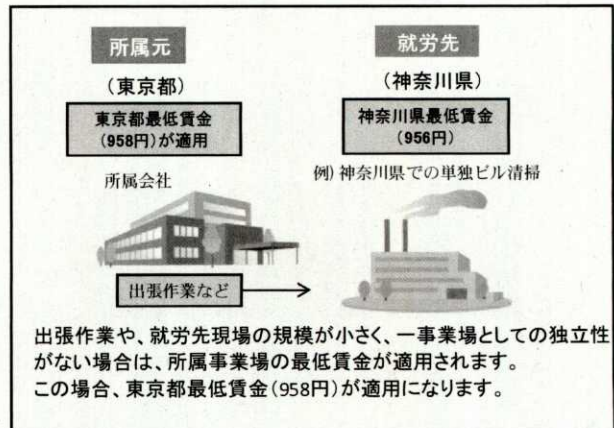 所属元
就労先
(東京都)
(神奈川県)
東京都最低賃金
(958円)が適用
神奈川県最低賃金
(956円)
所属会社
例) 神奈川県での単独ビル清掃
出張作業など
出張作業や、就労先現場の規模が小さく、一事業場としての独立性
がない場合は、所属事業場の最低賃金が適用されます。
この場合、東京都最低賃金(958円)が適用になります。